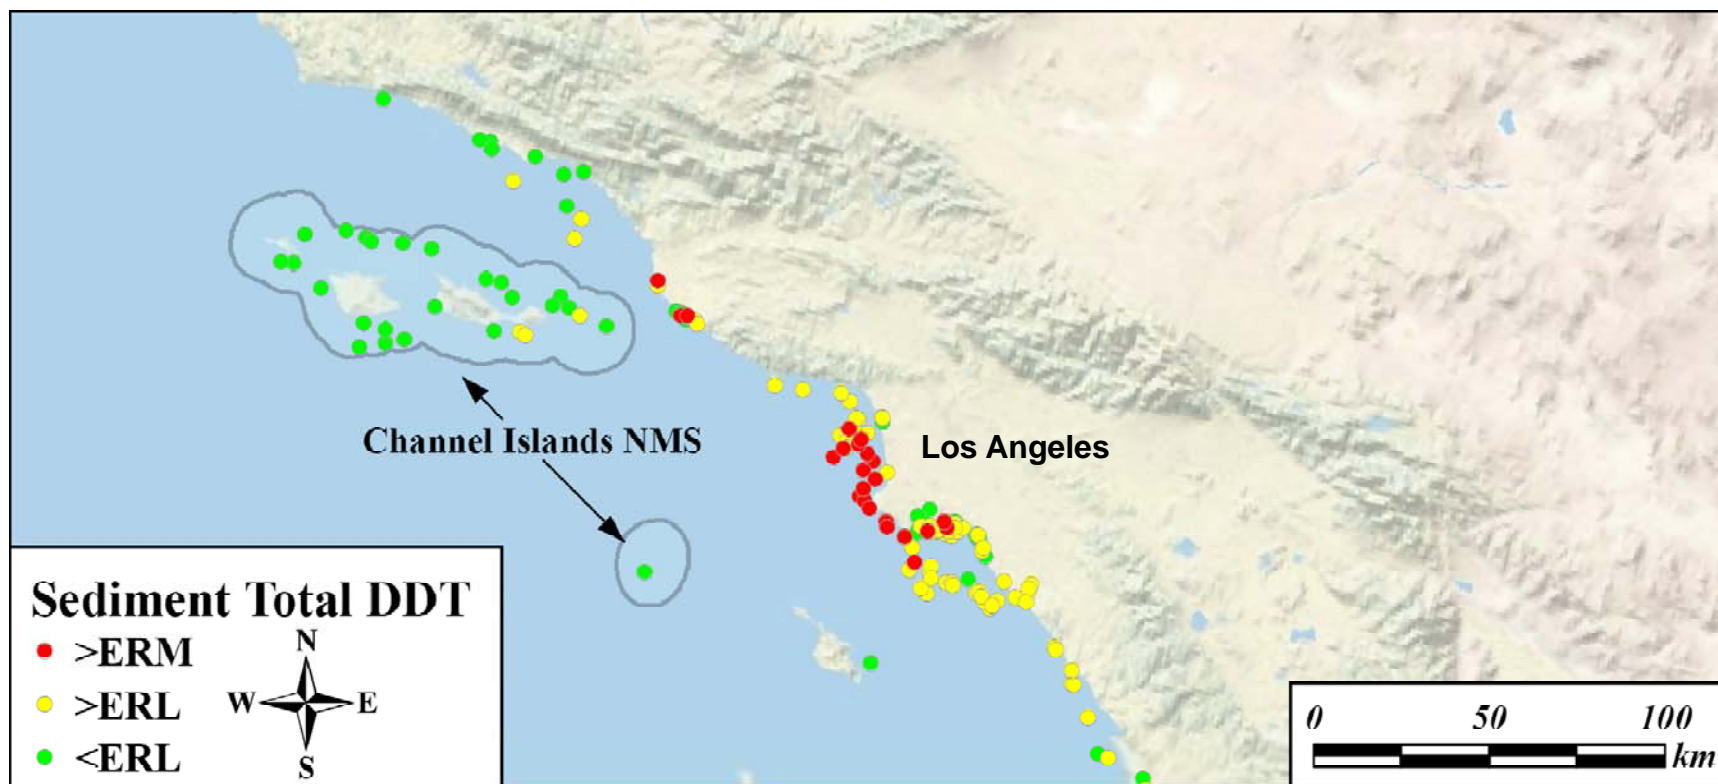 Channel Islands NMS
Los Angeles
Sediment Total DDT
>ERM
>ERL
<ERL
N
W E
S
0 50 100
km